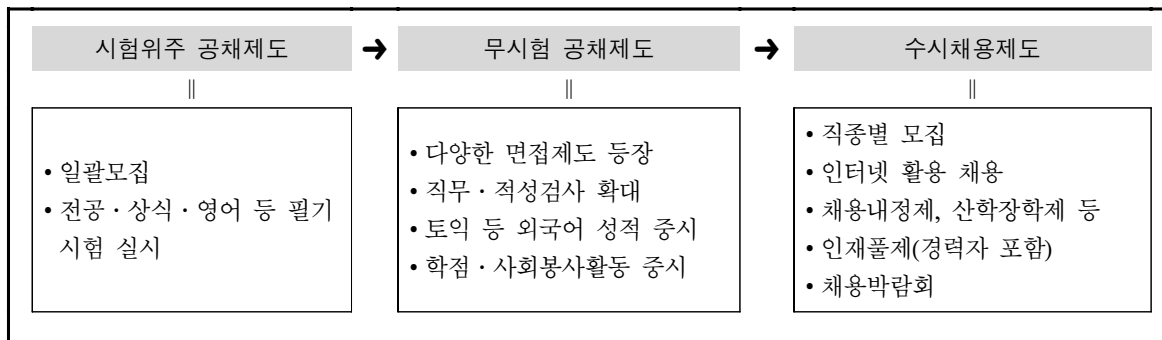 시험위주 공채제도 ➜ 무시험 공채제도 ➜ 수시채용제도
∥ ∥ ∥
• 일괄모집
• 전공 · 상식 · 영어 등 필기
시험 실시
• 다양한 면접제도 등장
• 직무 · 적성검사 확대
• 토익 등 외국어 성적 중시
• 학점 · 사회봉사활동 중시
• 직종별 모집
• 인터넷 활용 채용
• 채용내정제, 산학장학제 등
• 인재풀제(경력자 포함)
• 채용박람회